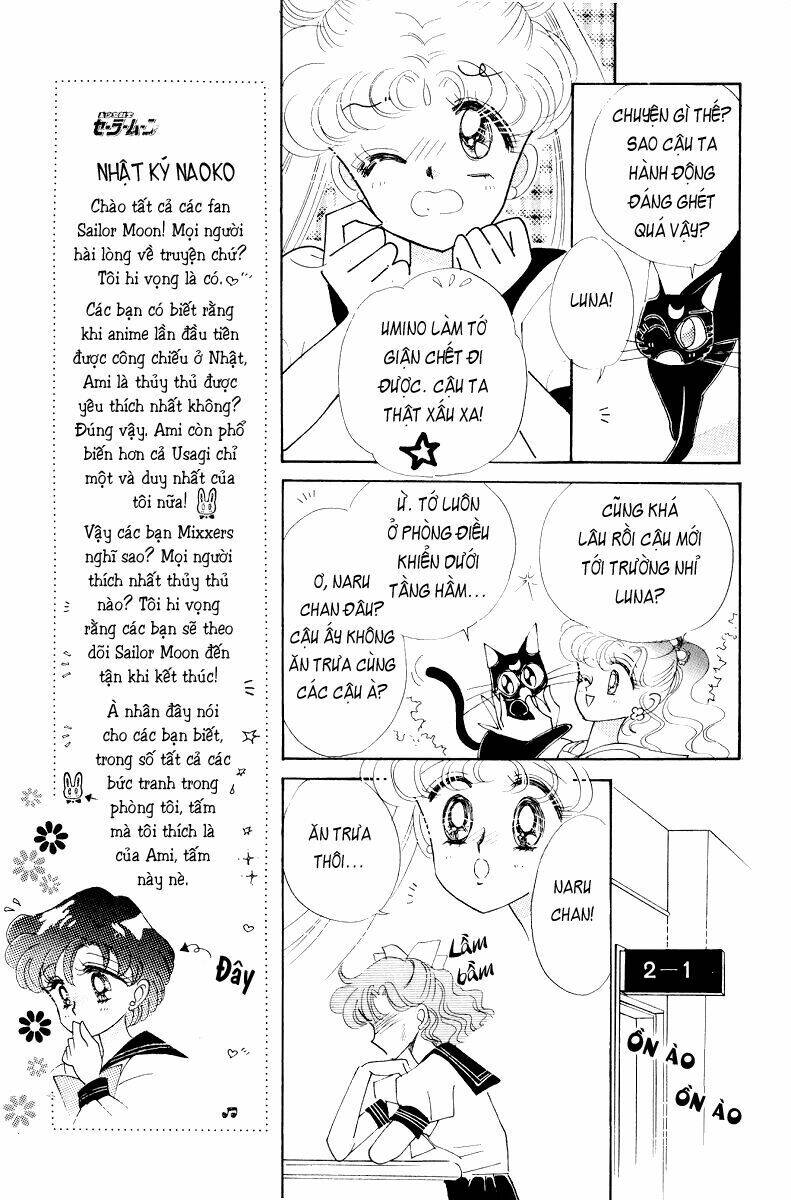 セーラームーン
NHẬT KÝ NAOKO
Chào tất cả các fan
Sailor Moon! Mọi người
hài lòng về truyện chứ?
Tôi hi vọng là có.
Các bạn có biết rằng
khi anime lần đầu tiên
được công chiếu ở Nhật,
Ami là thủy thủ được
yêu thích nhất không?
Đúng vậy. Ami còn phổ
biến hơn cả Usagi chỉ
một và duy nhất của
tôi nữa!
Vậy các bạn Mixxers
nghĩ sao? Mọi người
thích nhất thủy thủ
nào? Tôi hi vọng
rằng các bạn sẽ theo
dõi Sailor Moon đến
tận khi kết thúc!
À nhân đây nói
cho các bạn biết,
trong số tất cả các
bức tranh trong
phòng tôi, tấm
mà tôi thích là
của Ami, tấm
này nè.
Đây
CHUYỆN GÌ THẾ?
SAO CẬU TA
HÀNH ĐỘNG
ĐÁNG GHÉT
QUÁ VẬY?
LUNA!
UMINO LÀM TỚ
GIẬN CHẾT ĐI
ĐƯỢC. CẬU TA
THẬT XẤU XA!
CŨNG KHÁ
LÂU RỒI CẬU MỚI
TỚI TRƯỜNG NHỈ
LUNA?
Ừ. TỚ LUÔN
Ở PHÒNG ĐIỀU
KHIỂN DƯỚI
TẦNG HẦM...
Ơ, NARU
CHAN ĐÂU?
CẬU ẤY KHÔNG
ĂN TRƯA CÙNG
CÁC CẬU À?
ĂN TRƯA
THÔI...
NARU
CHAN!
LẦM
BẦM
2-1
ỒN ÀO
ỒN ÀO